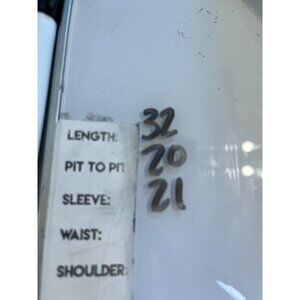 LENGTH: 32
PIT TO PIT 20
SLEEVE: 21
WAIST:
SHOULDER: